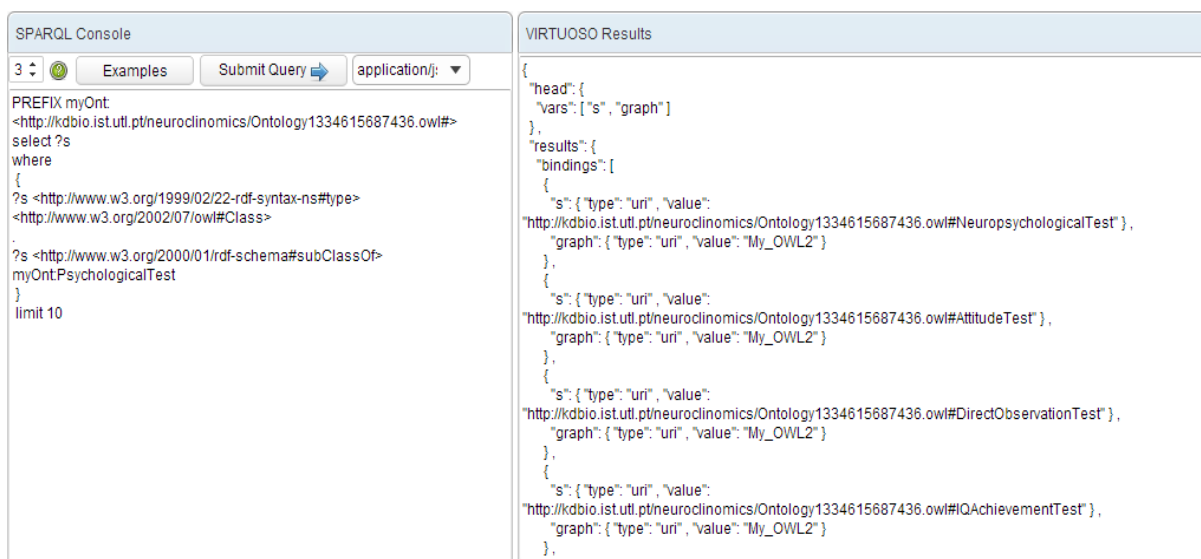 SPARQL Console
3 Examples Submit Query application/j:
PREFIX myOnt:
<http://kdbio.ist.utl.pt/neuroclinomics/Ontology1334615687436.owl#>
select ?s
where
{
?s <http://www.w3.org/1999/02/22-rdf-syntax-ns#type>
<http://www.w3.org/2002/07/owl#Class>
.
?s <http://www.w3.org/2000/01/rdf-schema#subClassOf>
myOnt:PsychologicalTest
}
limit 10
VIRTUOSO Results
{
"head": {
"vars": [ "s" , "graph" ]
} ,
"results": {
"bindings": [
{
"s": { "type": "uri" , "value":
"http://kdbio.ist.utl.pt/neuroclinomics/Ontology1334615687436.owl#NeuropsychologicalTest" } ,
"graph": { "type": "uri" , "value": "My_OWL2" }
} ,
{
"s": { "type": "uri" , "value":
"http://kdbio.ist.utl.pt/neuroclinomics/Ontology1334615687436.owl#AttitudeTest" } ,
"graph": { "type": "uri" , "value": "My_OWL2" }
} ,
{
"s": { "type": "uri" , "value":
"http://kdbio.ist.utl.pt/neuroclinomics/Ontology1334615687436.owl#DirectObservationTest" } ,
"graph": { "type": "uri" , "value": "My_OWL2" }
} ,
{
"s": { "type": "uri" , "value":
"http://kdbio.ist.utl.pt/neuroclinomics/Ontology1334615687436.owl#IQAchievementTest" } ,
"graph": { "type": "uri" , "value": "My_OWL2" }
} ,